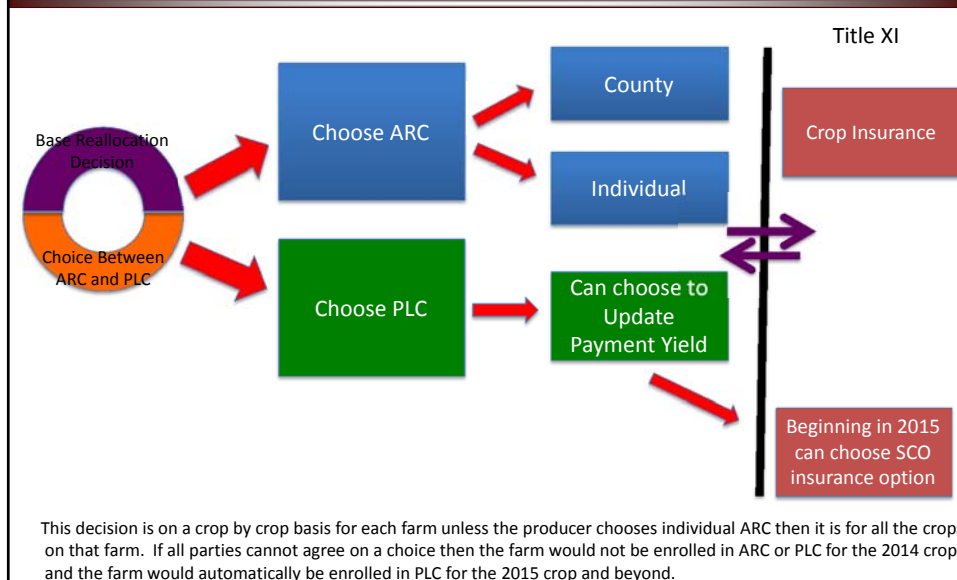 Title XI
Base Reallocation
Decision
Choice Between
ARC and PLC
Choose ARC
County
Individual
Crop Insurance
Choose PLC
Can choose to
Update
Payment Yield
Beginning in 2015
can choose SCO
insurance option
This decision is on a crop by crop basis for each farm unless the producer chooses individual ARC then it is for all the crops
on that farm. If all parties cannot agree on a choice then the farm would not be enrolled in ARC or PLC for the 2014 crop
and the farm would automatically be enrolled in PLC for the 2015 crop and beyond.